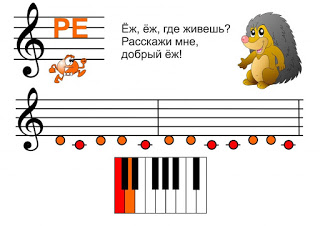 РЕ
Ёж, ёж, где живешь?
Расскажи мне,
добрый ёж!